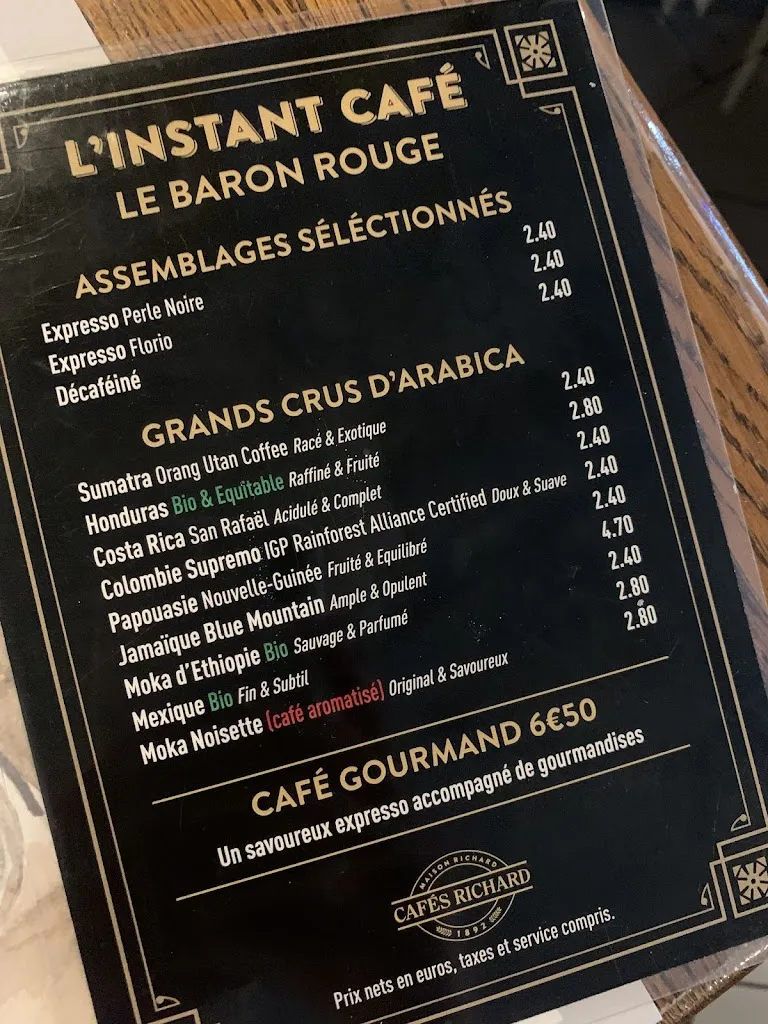 L'INSTANT CAFÉ
LE BARON ROUGE
ASSEMBLAGES SÉLÉCTIONNÉS
Expresso Perle Noire 2.40
Expresso Florio 2.40
Décaféiné 2.40
GRANDS CRUS D'ARABICA
Sumatra Orang Utan Coffee Racé & Exotique 2.40
Honduras Bio & Equitable Raffiné & Fruité 2.80
Costa Rica San Rafaël Acidulé & Complet 2.40
Colombie Supremo IGP Rainforest Alliance Certified Doux & Suave 2.40
Papouasie Nouvelle-Guinée Fruité & Equilibré 2.40
Jamaïque Blue Mountain Ample & Opulent 4.70
Moka d'Ethiopie Bio Sauvage & Parfumé 2.40
Mexique Bio Fin & Subtil 2.80
Moka Noisette (café aromatisé) Original & Savoureux 2.80
CAFÉ GOURMAND 6€50
Un savoureux expresso accompagné de gourmandises
MAISON RICHARD
CAFÉS RICHARD
1892
Prix nets en euros, taxes et service compris.